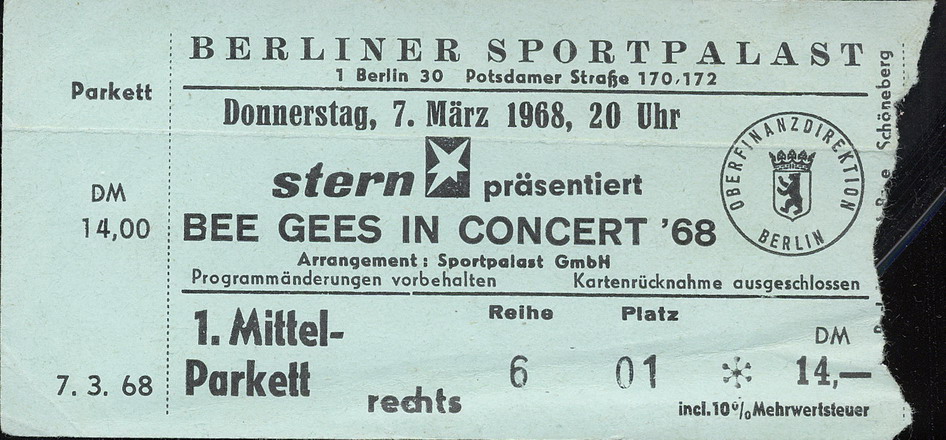 BERLINER SPORTPALAST
1 Berlin 30 Potsdamer Straße 170/172
Parkett
Donnerstag, 7. März 1968, 20 Uhr
stern präsentiert
DM
14,00
BEE GEES IN CONCERT '68
Arrangement: Sportpalast GmbH
Programmänderungen vorbehalten Kartenrücknahme ausgeschlossen
OBERFINANZDIREKTION
BERLIN
Schöneberg
1. Mittel-
Parkett
rechts
Reihe Platz
6 01
DM
* 14,—
incl. 10% Mehrwertsteuer
7. 3. 68